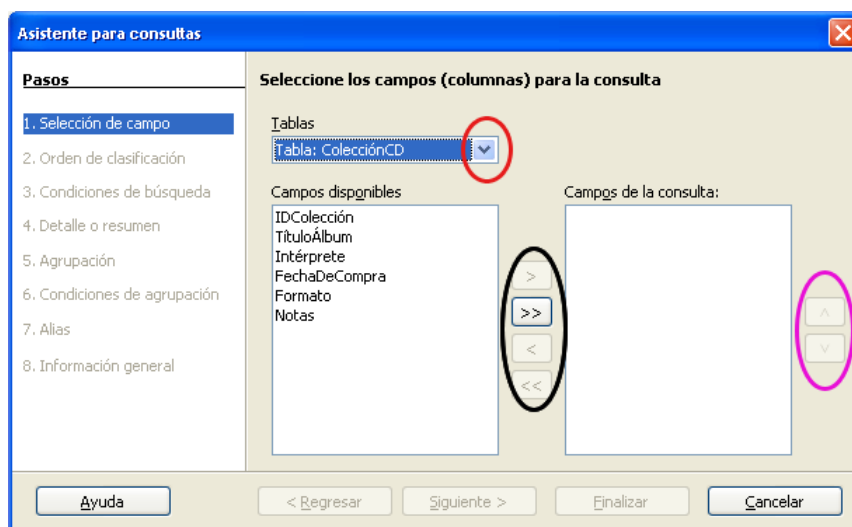 Asistente para consultas
Pasos
1. Selección de campo
2. Orden de clasificación
3. Condiciones de búsqueda
4. Detalle o resumen
5. Agrupación
6. Condiciones de agrupación
7. Alias
8. Información general
Seleccione los campos (columnas) para la consulta
Tablas
Tabla: ColecciónCD
Campos disponibles
IDColección
TítuloÁlbum
Intérprete
FechaDeCompra
Formato
Notas
>
>>
<
<<
Campos de la consulta:
Ayuda
< Regresar
Siguiente >
Finalizar
Cancelar